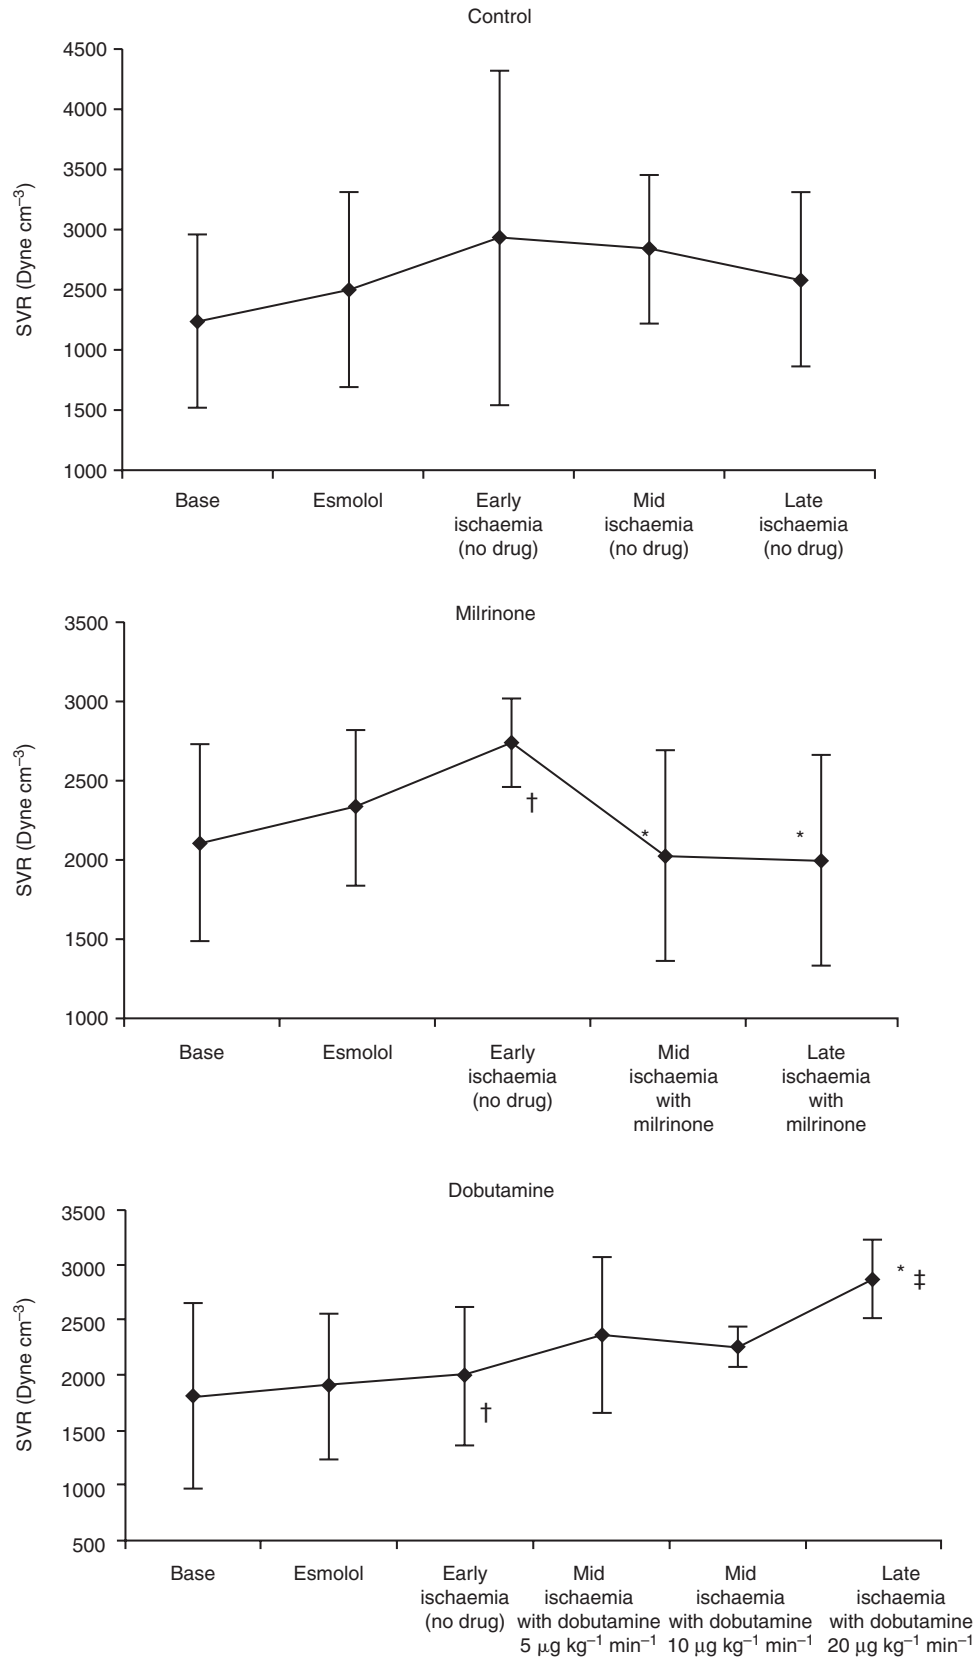 Control
SVR (Dyne cm⁻³)
4500
4000
3500
3000
2500
1000
1500
1000
Base
Esmolol
Early
ischaemia
(no drug)
Mid
ischaemia
(no drug)
Late
ischaemia
(no drug)
Milrinone
SVR (Dyne cm⁻³)
3500
3000
2500
2000
1500
1000
†
*
*
Base
Esmolol
Early
ischaemia
(no drug)
Mid
ischaemia
with
milrinone
Late
ischaemia
with
milrinone
Dobutamine
SVR (Dyne cm⁻³)
3500
3000
2500
2000
1500
1000
500
†
* ‡
Base
Esmolol
Early
ischaemia
(no drug)
Mid
ischaemia
with dobutamine
5 μg kg⁻¹ min⁻¹
Mid
ischaemia
with dobutamine
10 μg kg⁻¹ min⁻¹
Late
ischaemia
with dobutamine
20 μg kg⁻¹ min⁻¹